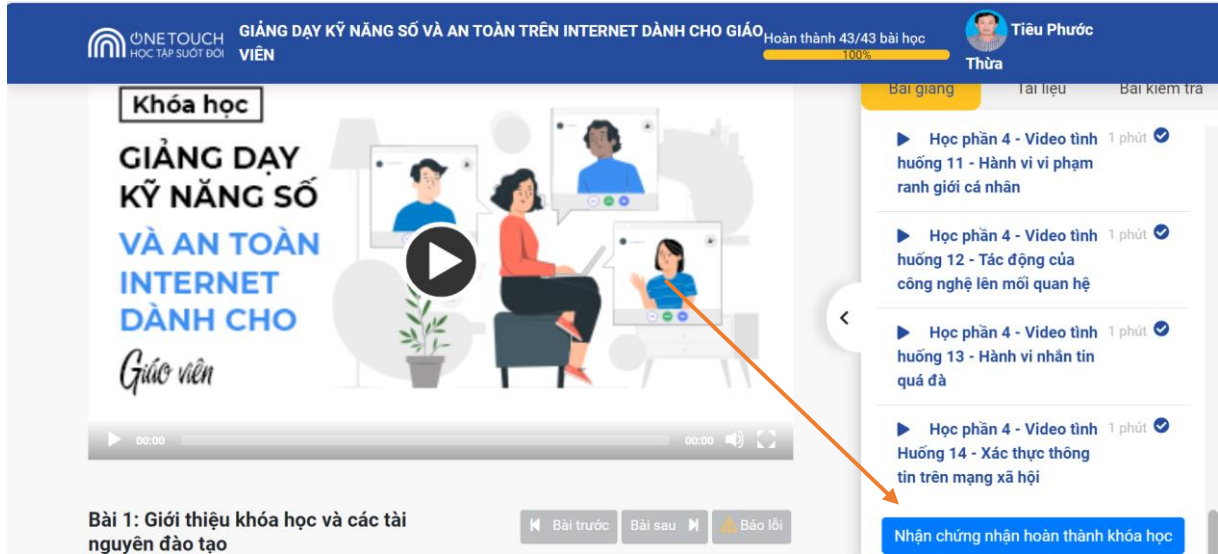 ONETOUCH
HỌC TẬP SUỐT ĐỜI
GIẢNG DẠY KỸ NĂNG SỐ VÀ AN TOÀN TRÊN INTERNET DÀNH CHO GIÁO
VIÊN
Hoàn thành 43/43 bài học
100%
Tiêu Phước
Thừa
Khóa học
GIẢNG DẠY
KỸ NĂNG SỐ
VÀ AN TOÀN
INTERNET
DÀNH CHO
Giáo viên
00:00
00:00
Bài 1: Giới thiệu khóa học và các tài
nguyên đào tạo
Bài trước
Bài sau
Báo lỗi
Bài giảng
Tài liệu
Bài kiểm tra
Học phần 4 - Video tình
huống 11 - Hành vi vi phạm
ranh giới cá nhân
1 phút
Học phần 4 - Video tình
huống 12 - Tác động của
công nghệ lên mối quan hệ
1 phút
Học phần 4 - Video tình
huống 13 - Hành vi nhắn tin
quá đà
1 phút
Học phần 4 - Video tình
Huống 14 - Xác thực thông
tin trên mạng xã hội
1 phút
Nhận chứng nhận hoàn thành khóa học